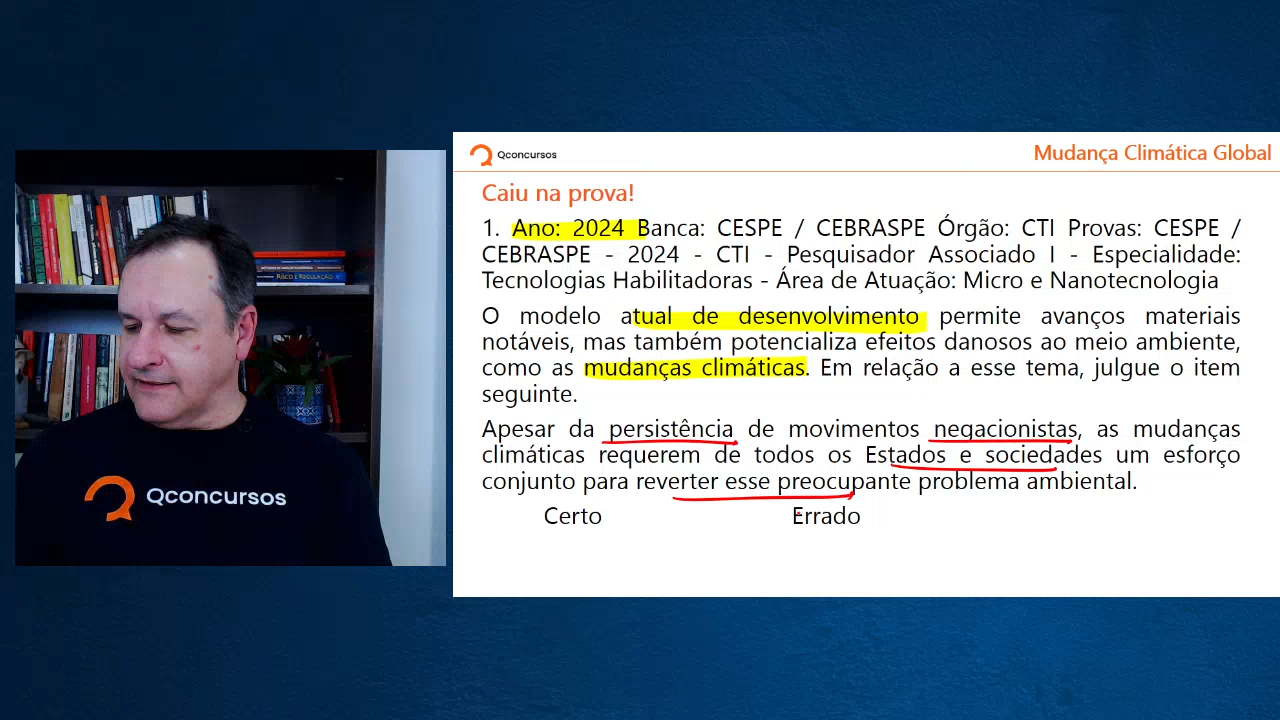 Qconcursos
Mudança Climática Global
Caiu na prova!
1. Ano: 2024 Banca: CESPE / CEBRASPE Órgão: CTI Provas: CESPE /
CEBRASPE - 2024 - CTI - Pesquisador Associado I - Especialidade:
Tecnologias Habilitadoras - Área de Atuação: Micro e Nanotecnologia
O modelo atual de desenvolvimento permite avanços materiais
notáveis, mas também potencializa efeitos danosos ao meio ambiente,
como as mudanças climáticas. Em relação a esse tema, julgue o item
seguinte.
Apesar da persistência de movimentos negacionistas, as mudanças
climáticas requerem de todos os Estados e sociedades um esforço
conjunto para reverter esse preocupante problema ambiental.
Certo Errado
Qconcursos